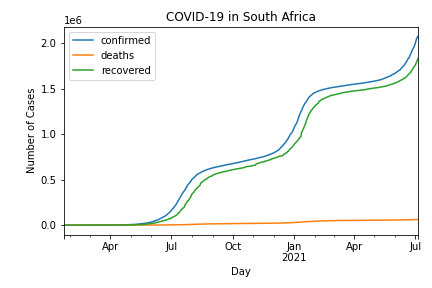 COVID-19 in South Africa
1e6
confirmed
deaths
recovered
2.0
1.5
1.0
0.5
0.0
Number of Cases
Apr Jul Oct Jan Apr Jul
2021
Day